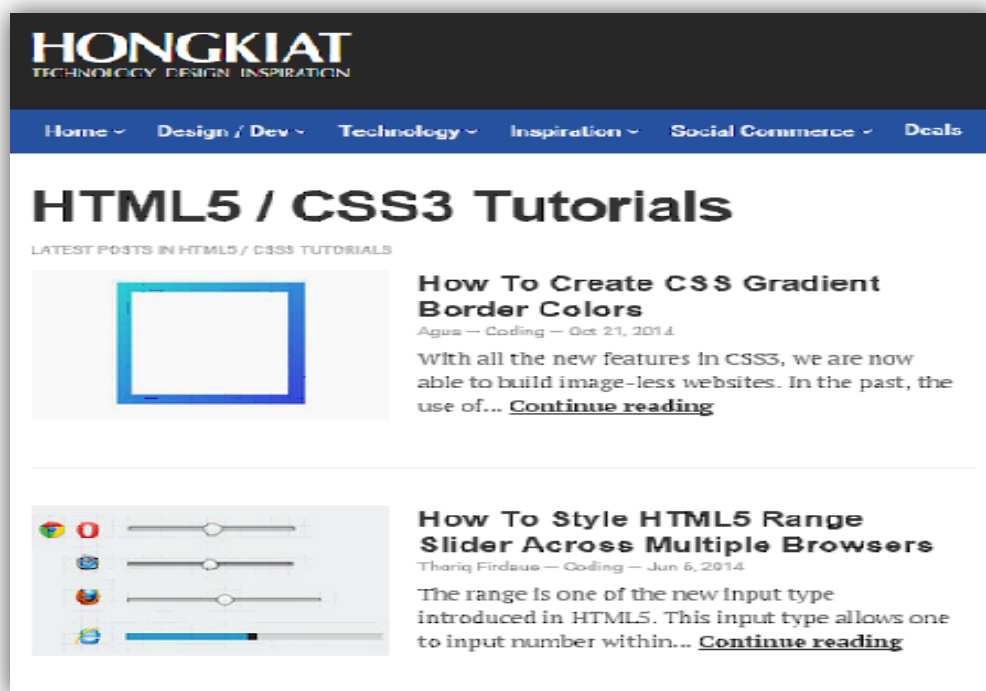 HONGKIAT
TECHNOLOGY DESIGN INSPIRATION
Home Design / Dev Technology Inspiration Social Commerce Deals
HTML5 / CSS3 Tutorials
LATEST POSTS IN HTML5 / CSS3 TUTORIALS
How To Create CSS Gradient
Border Colors
Agus — Coding — Oct 21, 2014
With all the new features in CSS3, we are now
able to build image-less websites. In the past, the
use of... Continue reading
How To Style HTML5 Range
Slider Across Multiple Browsers
Thoriq Firdaus — Coding — Jun 6, 2014
The range is one of the new input type
introduced in HTML5. This input type allows one
to input number within... Continue reading